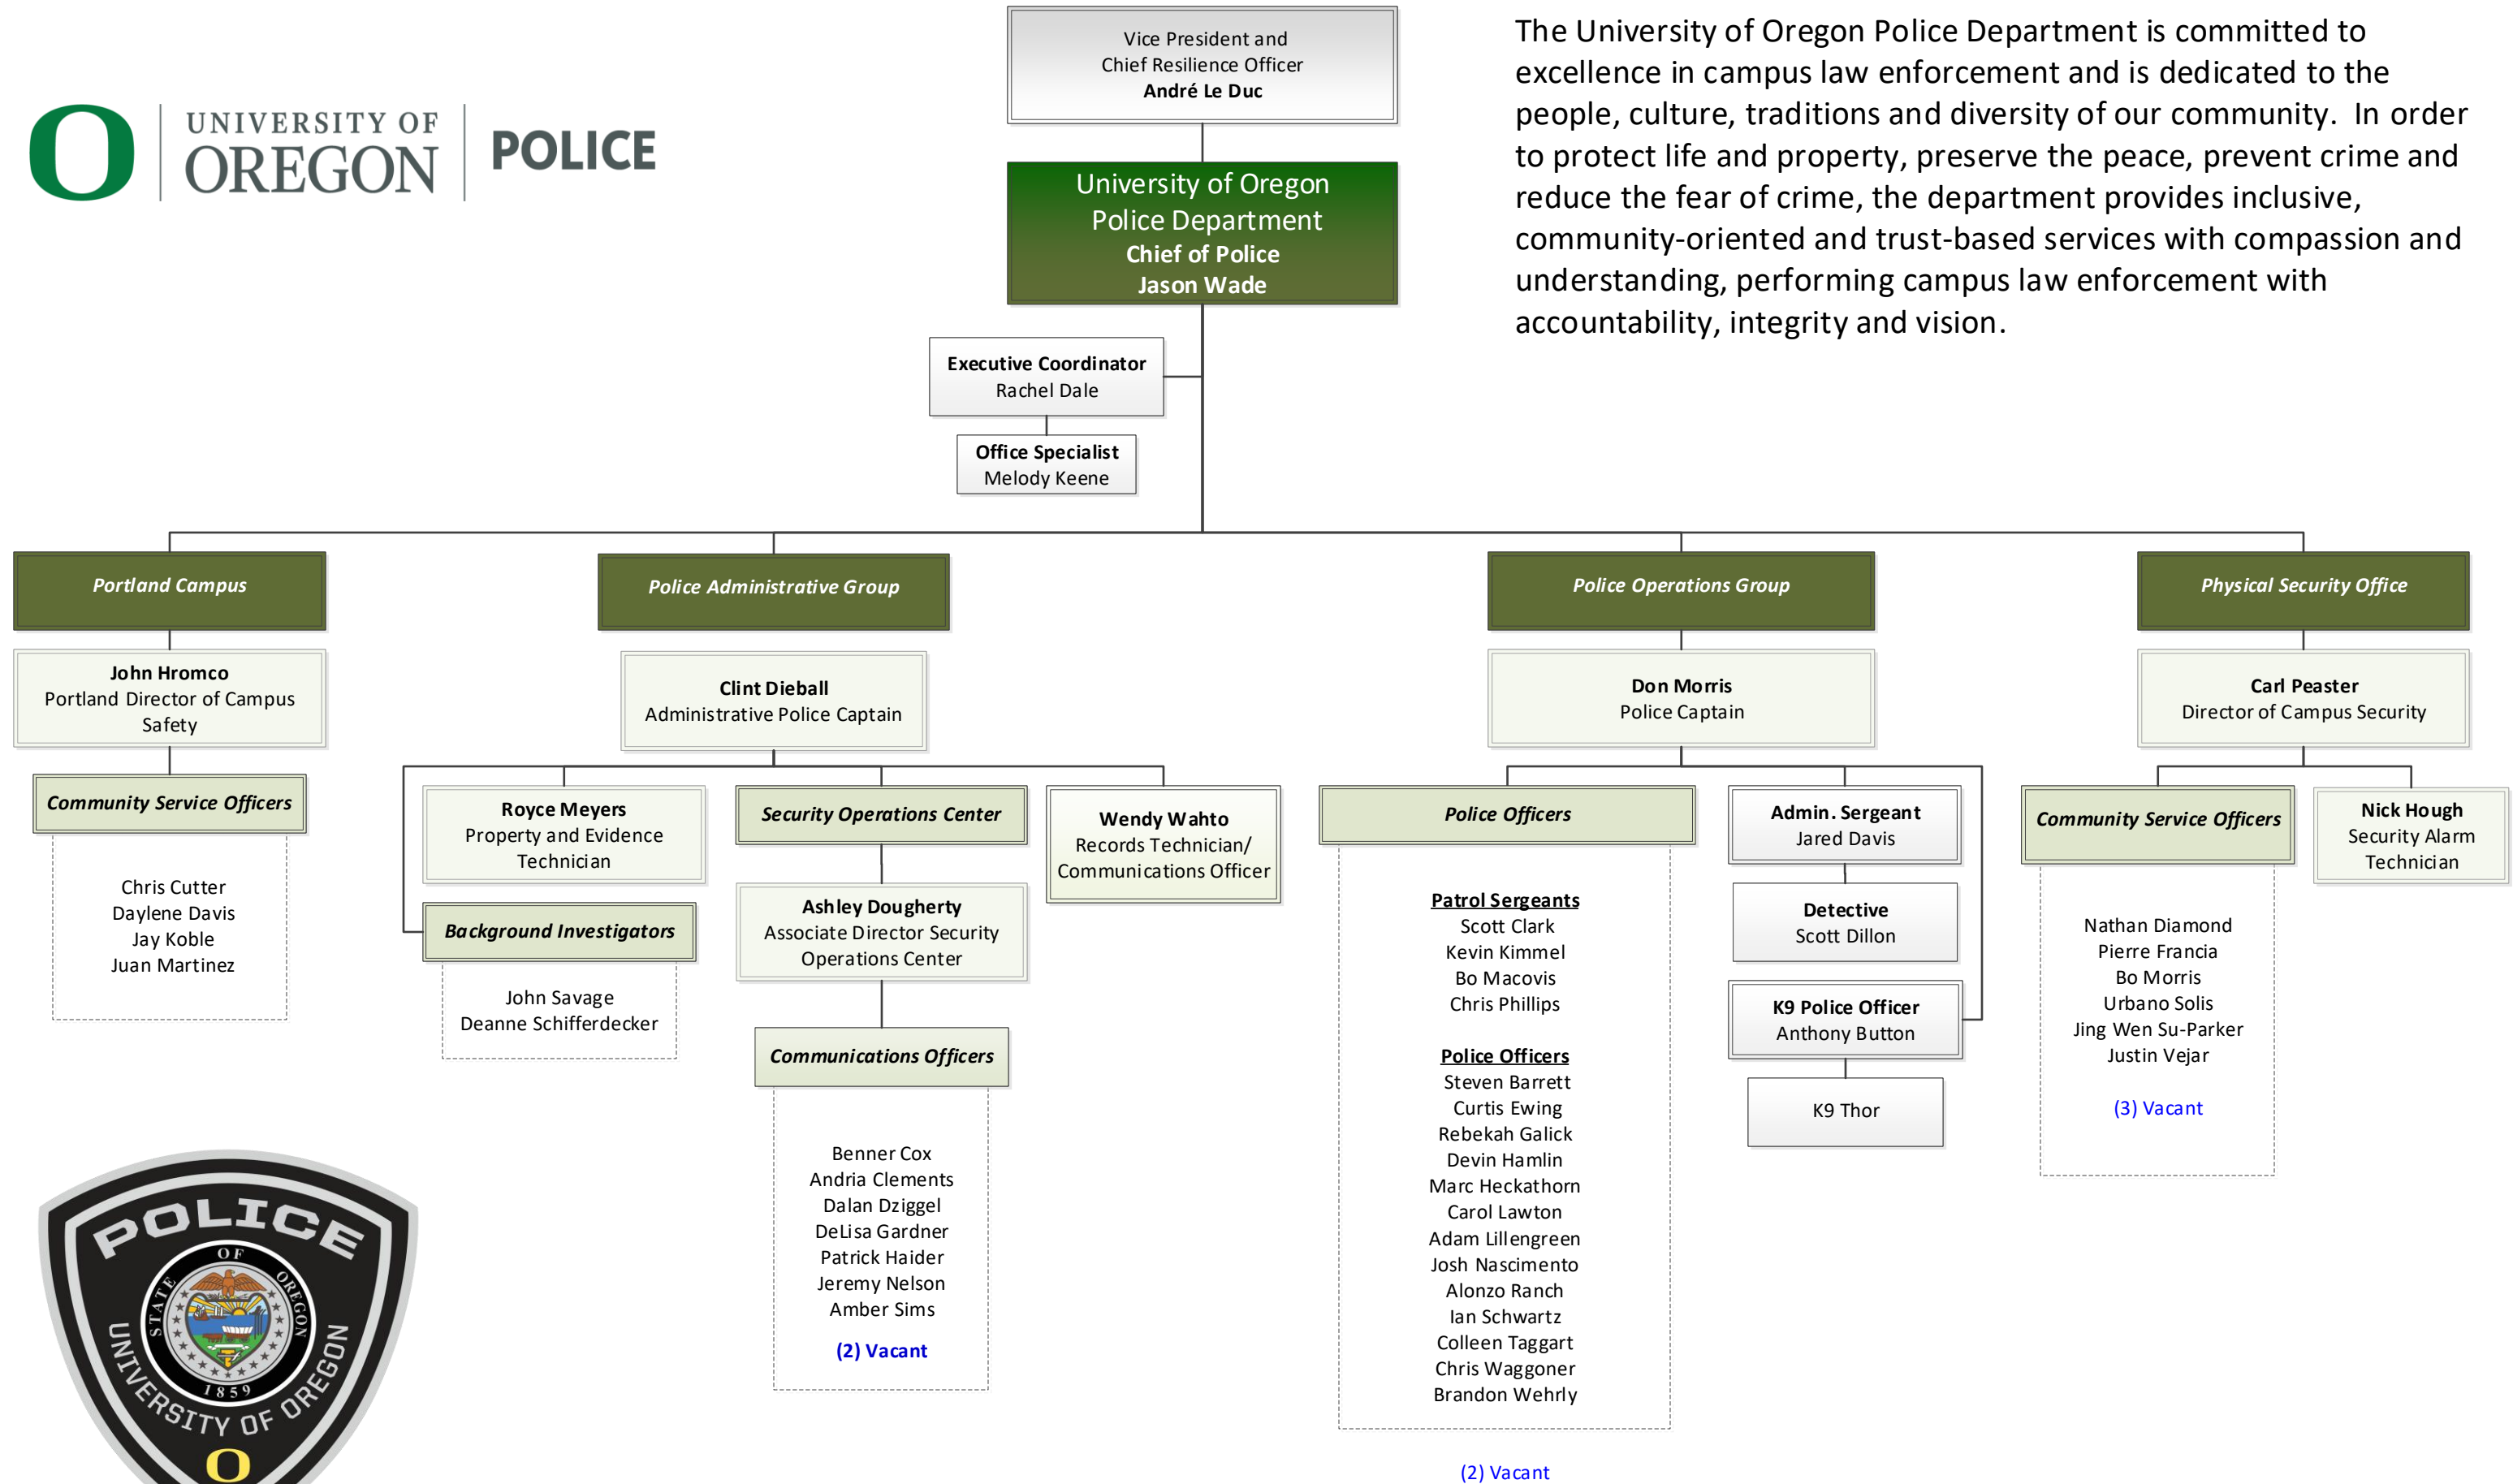 Vice President and
Chief Resilience Officer
André Le Duc
The University of Oregon Police Department is committed to
excellence in campus law enforcement and is dedicated to the
people, culture, traditions and diversity of our community.  In order
to protect life and property, preserve the peace, prevent crime and
reduce the fear of crime, the department provides inclusive,
community-oriented and trust-based services with compassion and
understanding, performing campus law enforcement with
accountability, integrity and vision.
O
UNIVERSITY OF
OREGON
POLICE
University of Oregon
Police Department
Chief of Police
Jason Wade
Executive Coordinator
Rachel Dale
Office Specialist
Melody Keene
Portland Campus
John Hromco
Portland Director of Campus
Safety
Community Service Officers
Chris Cutter
Daylene Davis
Jay Koble
Juan Martinez
Police Administrative Group
Clint Dieball
Administrative Police Captain
Royce Meyers
Property and Evidence
Technician
Background Investigators
John Savage
Deanne Schifferdecker
Security Operations Center
Ashley Dougherty
Associate Director Security
Operations Center
Communications Officers
Benner Cox
Andria Clements
Dalan Dziggel
DeLisa Gardner
Patrick Haider
Jeremy Nelson
Amber Sims
(2) Vacant
Wendy Wahto
Records Technician/
Communications Officer
Police Operations Group
Don Morris
Police Captain
Police Officers
Patrol Sergeants
Scott Clark
Kevin Kimmel
Bo Macovis
Chris Phillips
Police Officers
Steven Barrett
Curtis Ewing
Rebekah Galick
Devin Hamlin
Marc Heckathorn
Carol Lawton
Adam Lillengreen
Josh Nascimento
Alonzo Ranch
Ian Schwartz
Colleen Taggart
Chris Waggoner
Brandon Wehrly
(2) Vacant
Admin. Sergeant
Jared Davis
Detective
Scott Dillon
K9 Police Officer
Anthony Button
K9 Thor
Physical Security Office
Carl Peaster
Director of Campus Security
Community Service Officers
Nathan Diamond
Pierre Francia
Bo Morris
Urbano Solis
Jing Wen Su-Parker
Justin Vejar
(3) Vacant
Nick Hough
Security Alarm
Technician
POLICE
STATE OF OREGON
1859
UNIVERSITY OF OREGON
O